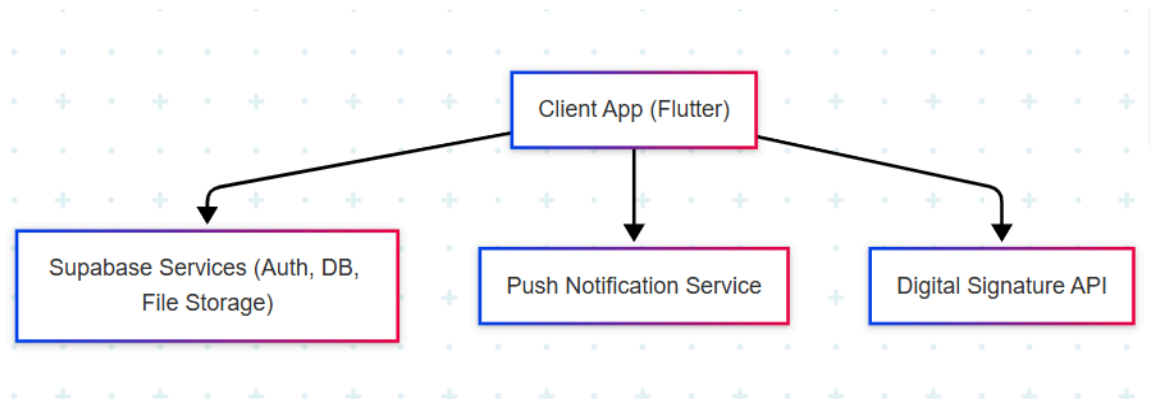 Client App (Flutter)
Supabase Services (Auth, DB,
File Storage)
Push Notification Service
Digital Signature API